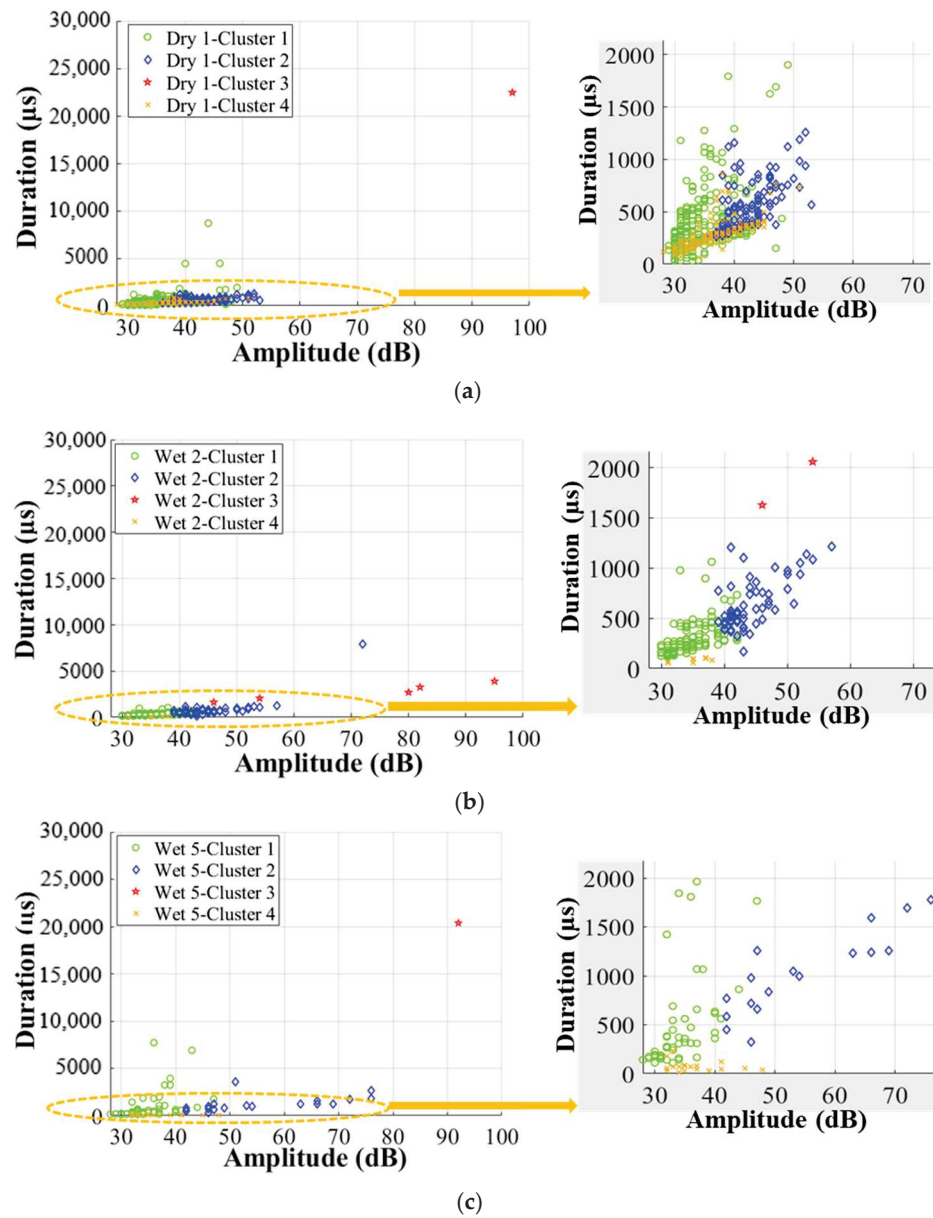 30,000
25,000
20,000
15,000
10,000
5000
0
Duration (μs)
Dry 1-Cluster 1
Dry 1-Cluster 2
Dry 1-Cluster 3
Dry 1-Cluster 4
30 40 50 60 70 80 90 100
Amplitude (dB)
2000
1500
1000
500
0
Duration (μs)
30 40 50 60 70
Amplitude (dB)
(a)
30,000
25,000
20,000
15,000
10,000
5000
0
Duration (μs)
Wet 2-Cluster 1
Wet 2-Cluster 2
Wet 2-Cluster 3
Wet 2-Cluster 4
30 40 50 60 70 80 90 100
Amplitude (dB)
2000
1500
1000
500
0
Duration (μs)
30 40 50 60 70
Amplitude (dB)
(b)
30,000
25,000
20,000
15,000
10,000
5000
0
Duration (μs)
Wet 5-Cluster 1
Wet 5-Cluster 2
Wet 5-Cluster 3
Wet 5-Cluster 4
30 40 50 60 70 80 90 100
Amplitude (dB)
2000
1500
1000
500
0
Duration (μs)
30 40 50 60 70
Amplitude (dB)
(c)